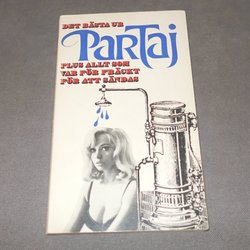 DET BÄSTA UR
PARTAJ
PLUS ALLT SOM
VAR FÖR FRÄCKT
FÖR ATT SÄNDAS